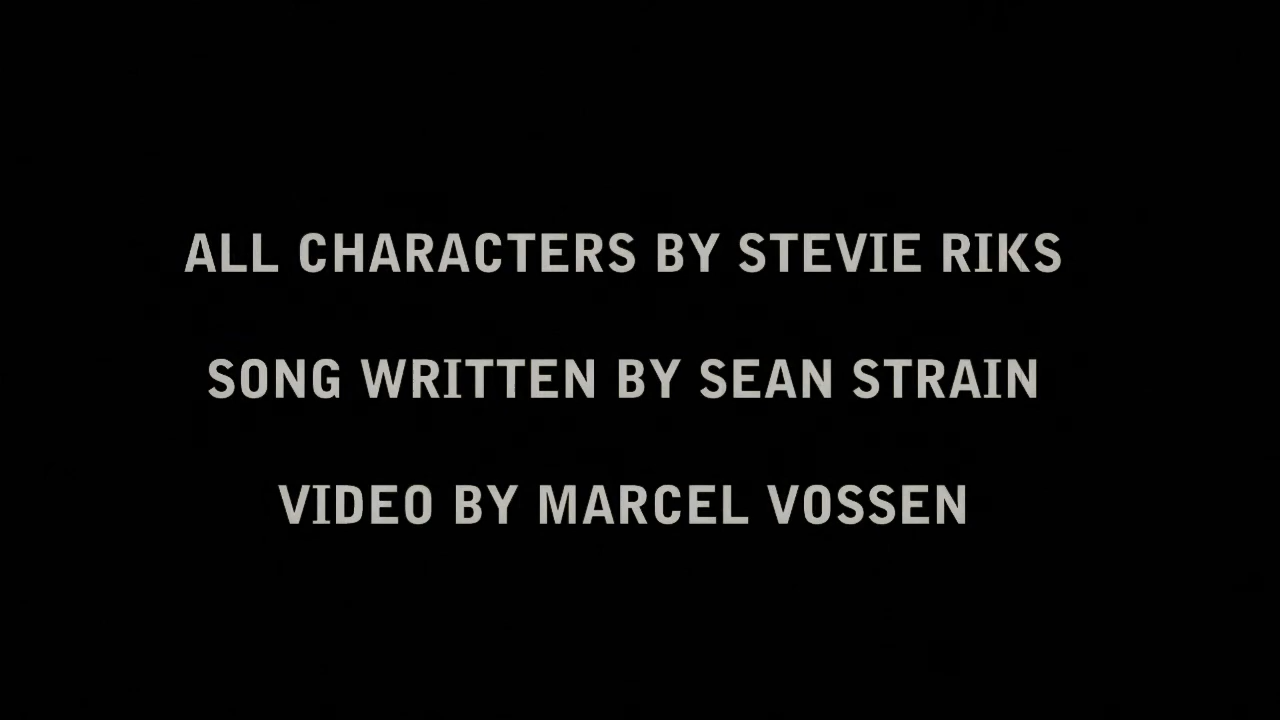 ALL CHARACTERS BY STEVIE RIKS
SONG WRITTEN BY SEAN STRAIN
VIDEO BY MARCEL VOSSEN